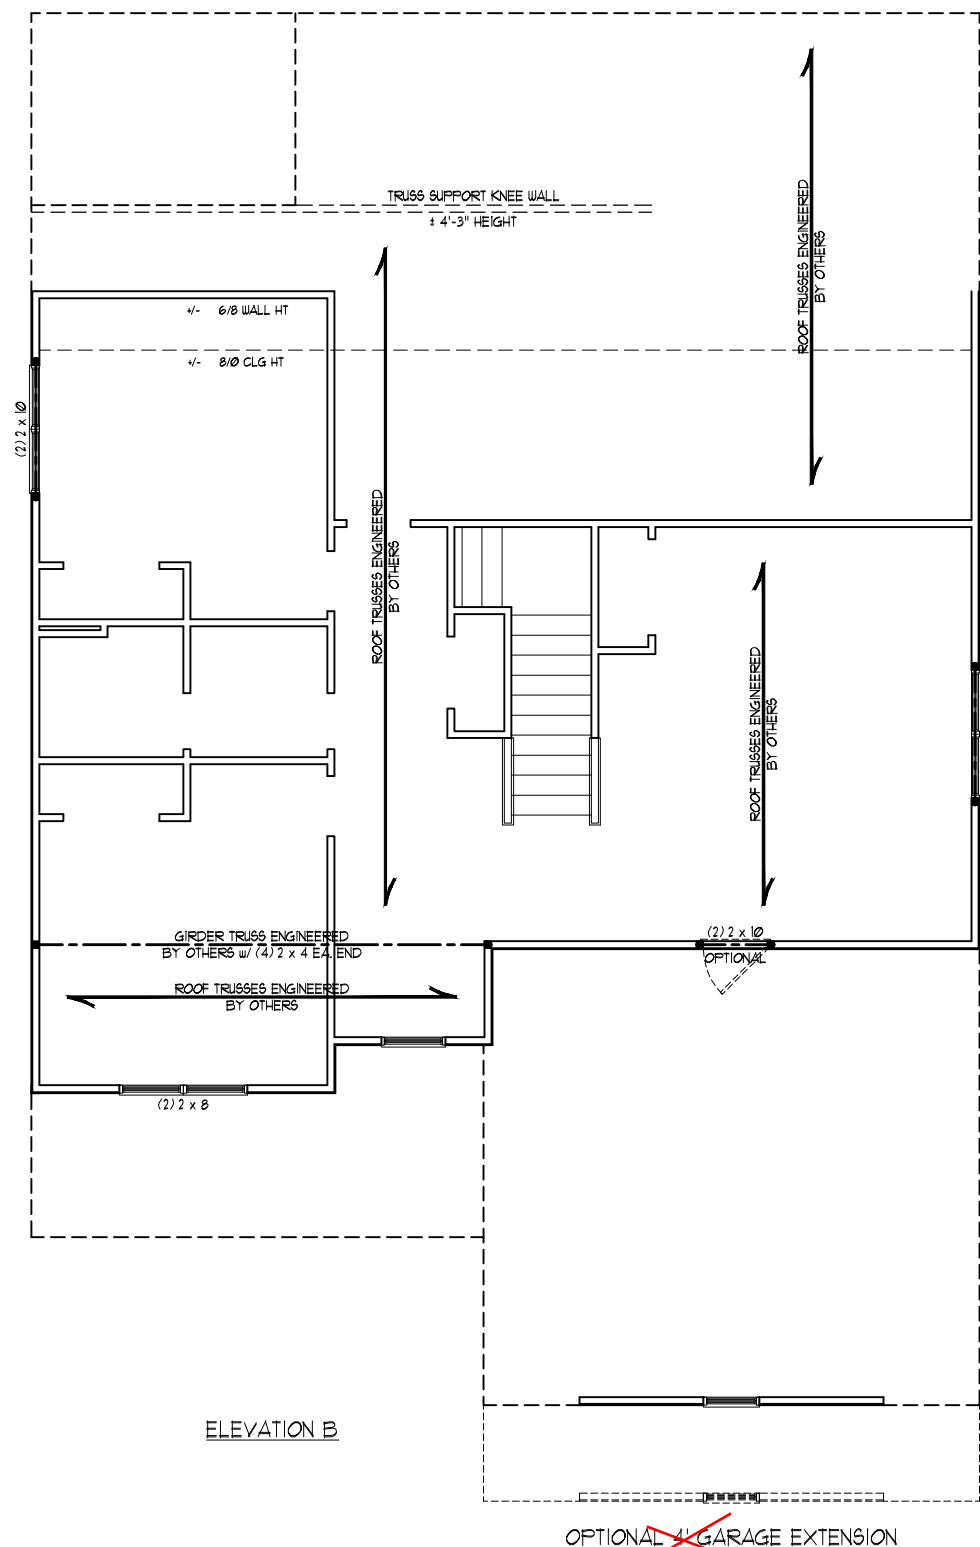 TRUSS SUPPORT KNEE WALL
± 4'-3" HEIGHT
ROOF TRUSSES ENGINEERED
BY OTHERS
+/- 6/8 WALL HT
+/- 8/0 CLG HT
(2) 2 x 10
ROOF TRUSSES ENGINEERED
BY OTHERS
ROOF TRUSSES ENGINEERED
BY OTHERS
GIRDER TRUSS ENGINEERED
BY OTHERS w/ (4) 2 x 4 EA. END
(2) 2 x 10
OPTIONAL
ROOF TRUSSES ENGINEERED
BY OTHERS
(2) 2 x 8
ELEVATION B
OPTIONAL 4' GARAGE EXTENSION